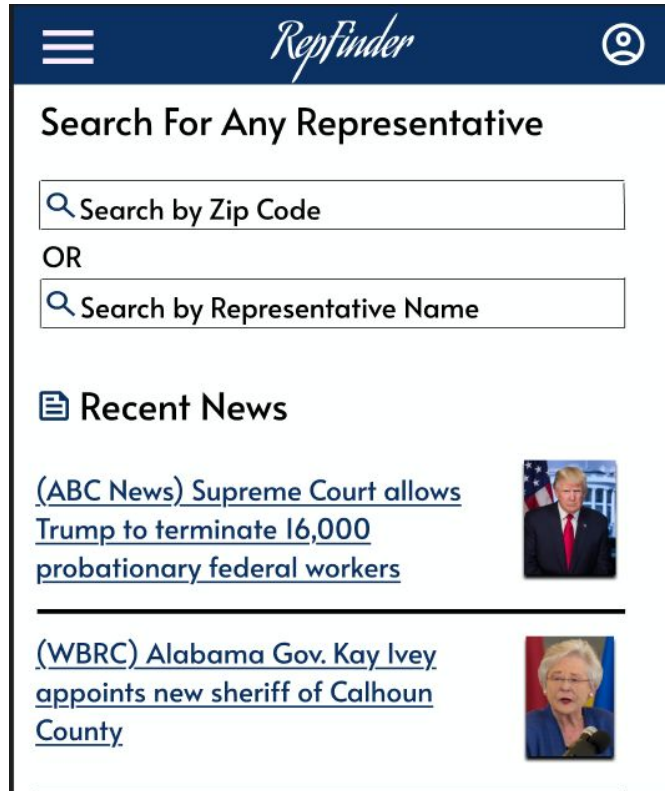 RepFinder
Search For Any Representative
Search by Zip Code
OR
Search by Representative Name
Recent News
(ABC News) Supreme Court allows
Trump to terminate 16,000
probationary federal workers
(WBRC) Alabama Gov. Kay Ivey
appoints new sheriff of Calhoun
County